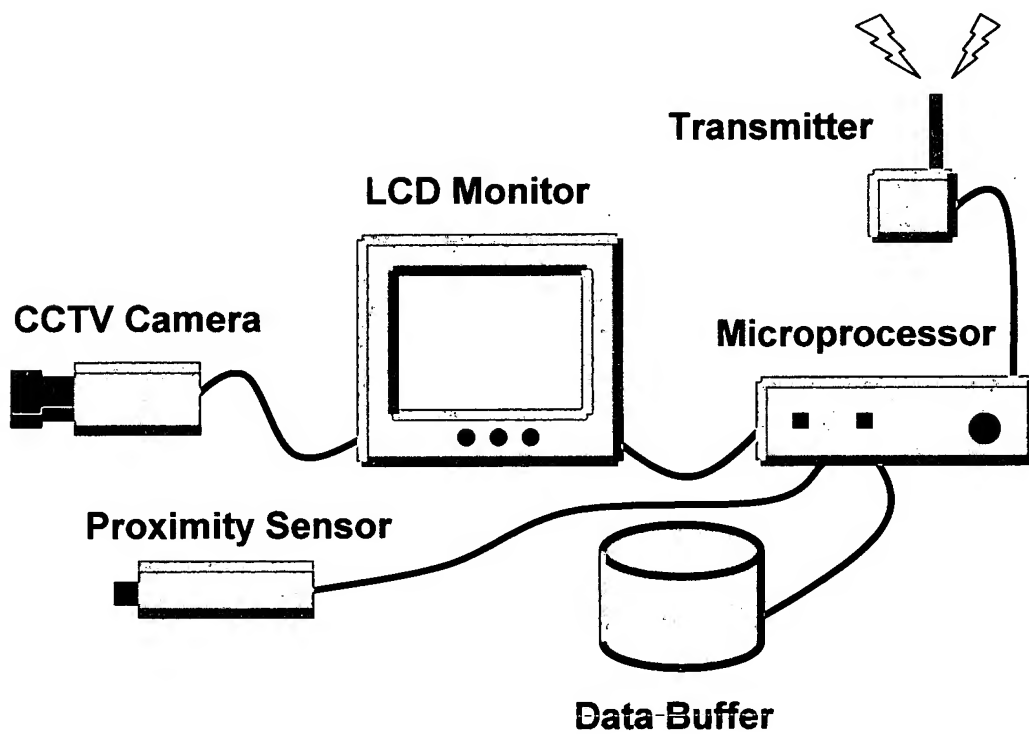 Transmitter
LCD Monitor
CCTV Camera
Microprocessor
Proximity Sensor
Data Buffer